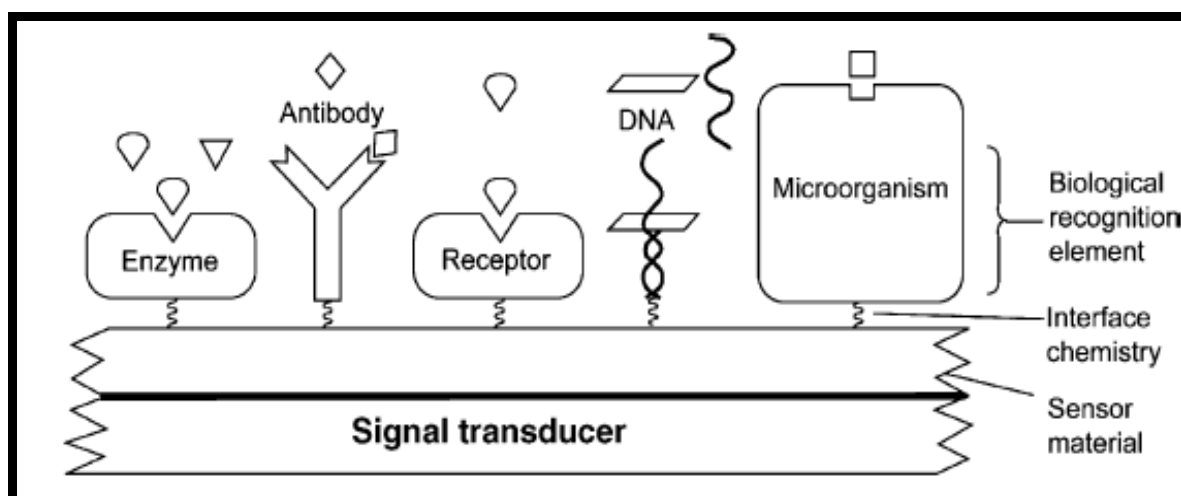 Antibody
DNA
Microorganism
Enzyme
Receptor
Biological
recognition
element
Interface
chemistry
Sensor
material
Signal transducer